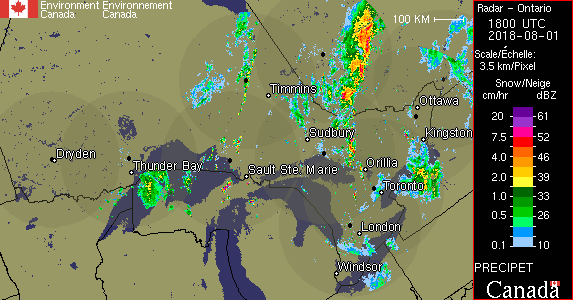 Environment Environnement
Canada Canada
100 KM
Timmins
Ottawa
Sudbury
Kingston
Dryden
Thunder Bay
Sault Ste. Marie
Orillia
Toronto
London
Windsor
Radar - Ontario
1800 UTC
2018-08-01
Scale/Échelle:
3.5 km/Pixel
Snow/Neige
cm/hr dBZ
20 61
7.5 57
5.0 52
4.0 46
2.0 39
1.0 33
0.5 26
0.1 10
PRECIPET
Canada